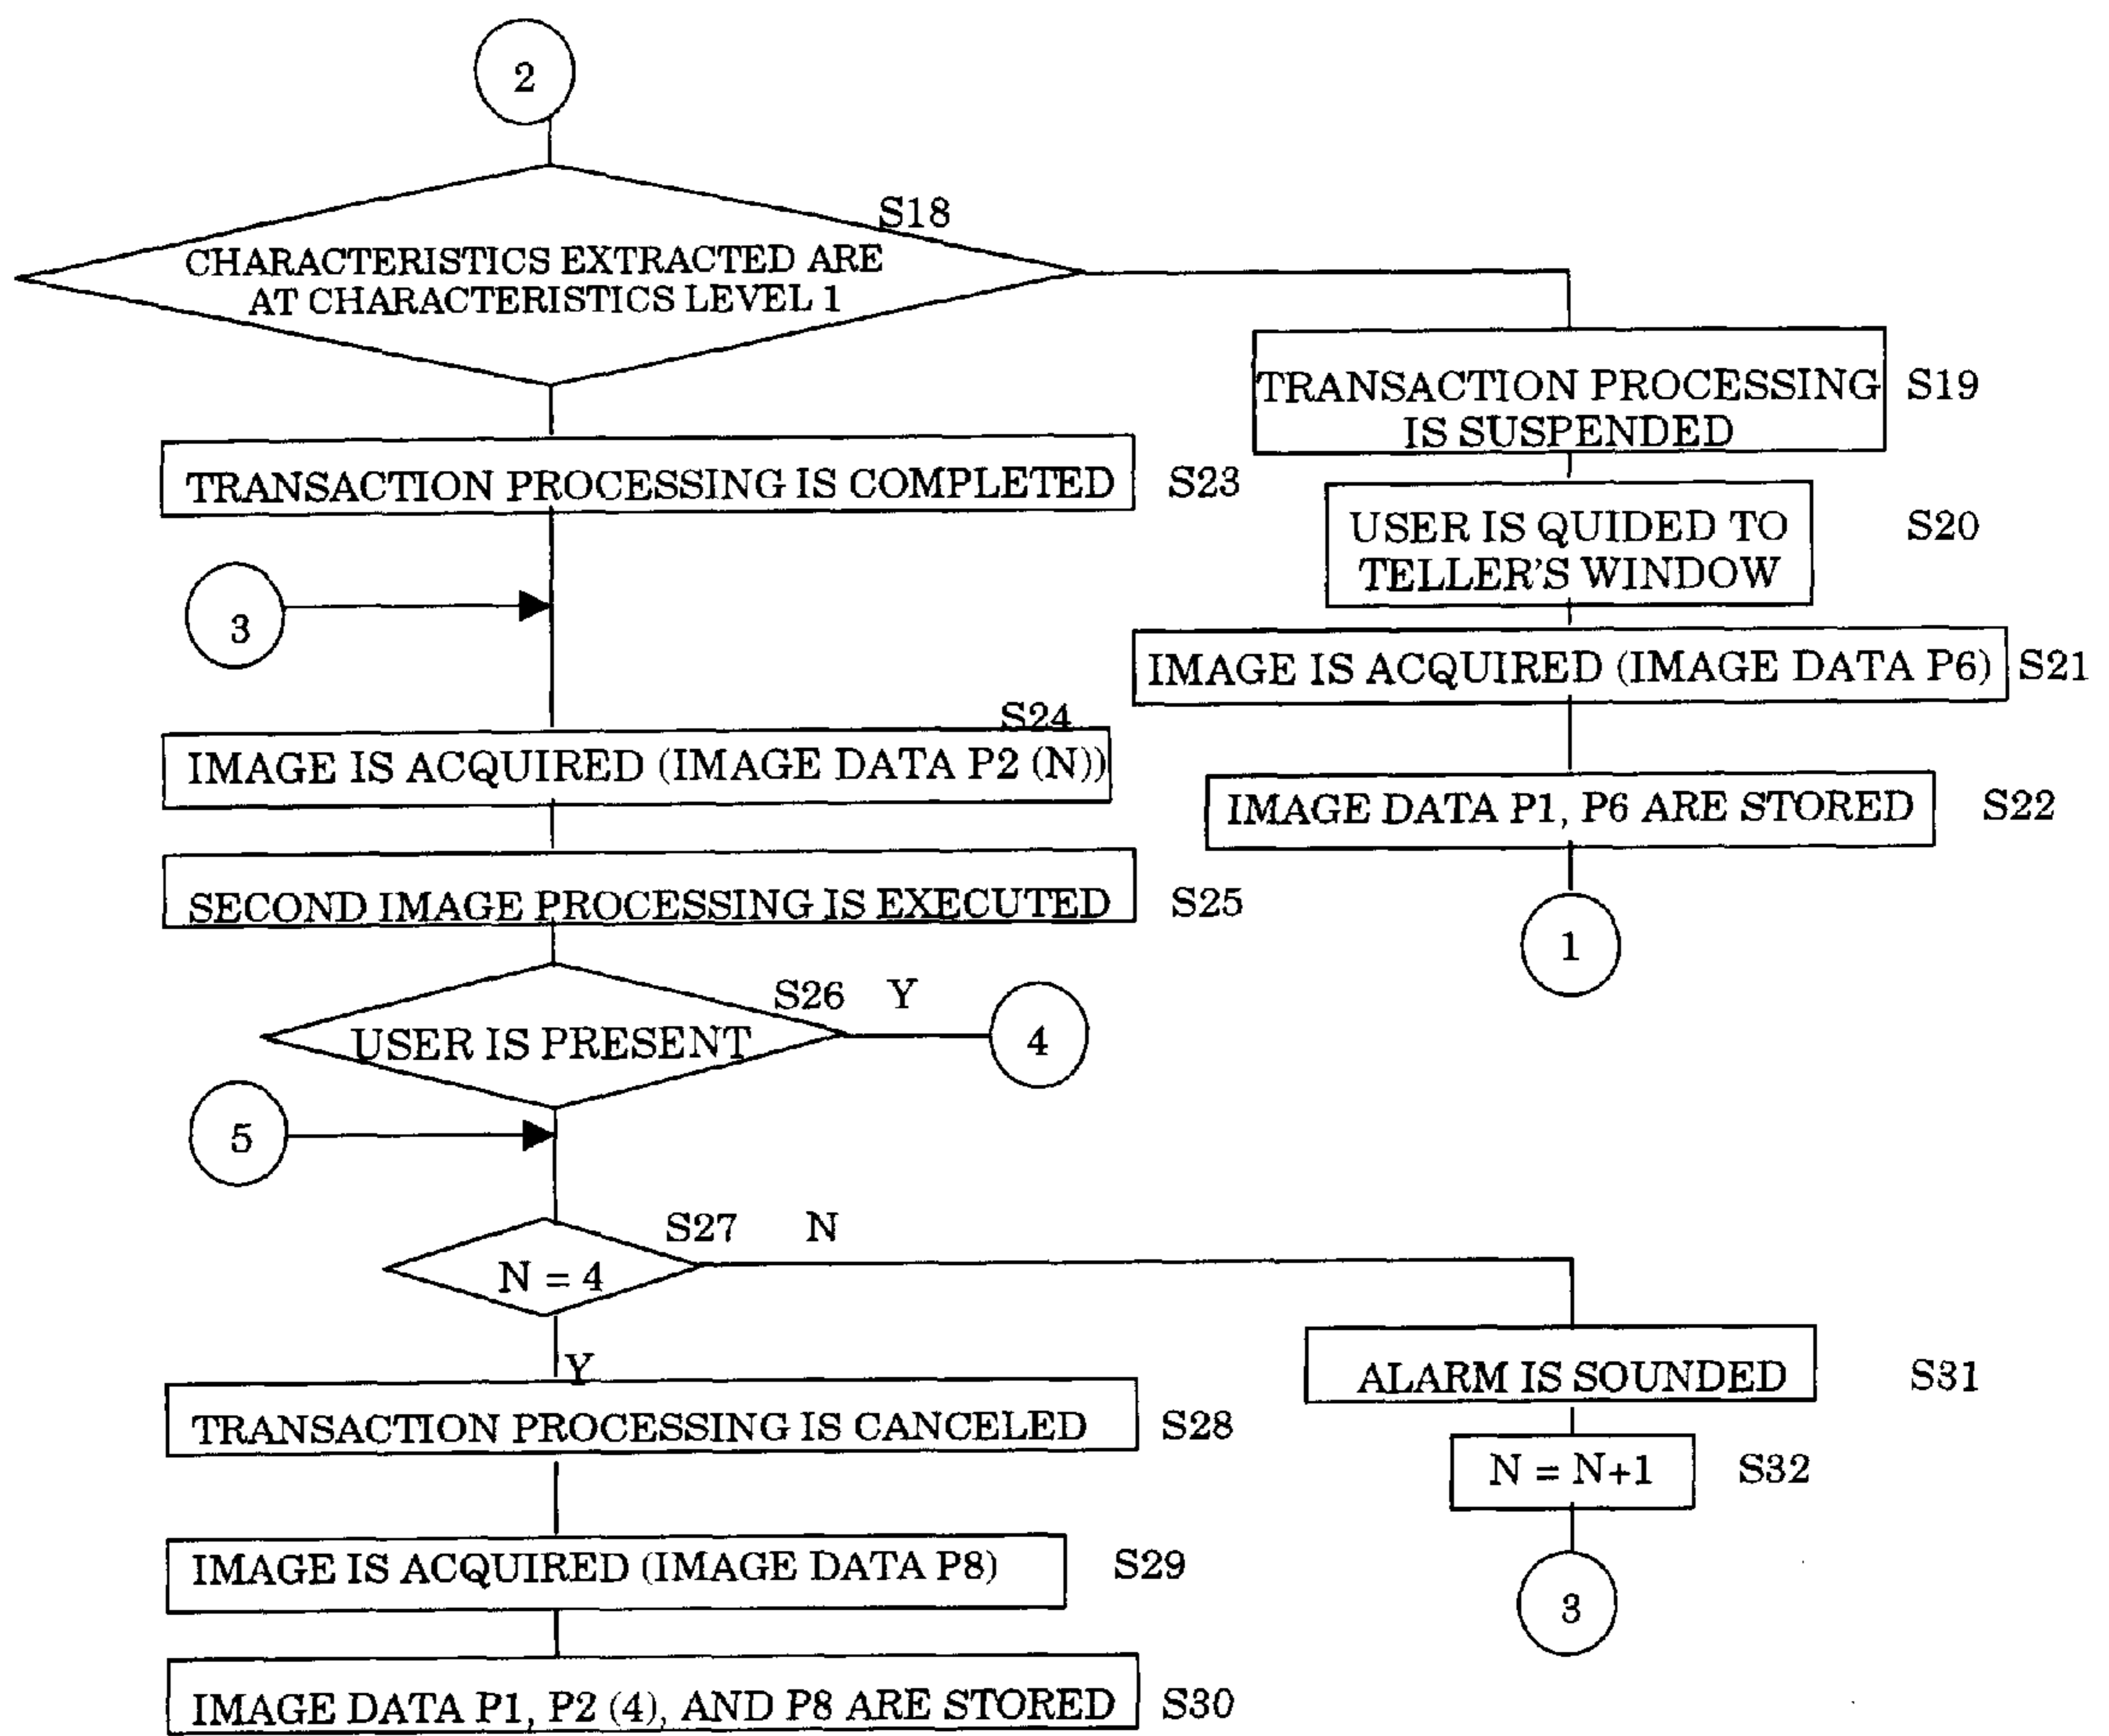 2
S18
CHARACTERISTICS EXTRACTED ARE
AT CHARACTERISTICS LEVEL 1
TRANSACTION PROCESSING
IS SUSPENDED
S19
TRANSACTION PROCESSING IS COMPLETED
S23
USER IS QUIDED TO
TELLER'S WINDOW
S20
3
IMAGE IS ACQUIRED (IMAGE DATA P6)
S21
S24
IMAGE IS ACQUIRED (IMAGE DATA P2 (N))
IMAGE DATA P1, P6 ARE STORED
S22
SECOND IMAGE PROCESSING IS EXECUTED
S25
1
S26
Y
USER IS PRESENT
4
5
S27
N
N = 4
Y
ALARM IS SOUNDED
S31
TRANSACTION PROCESSING IS CANCELED
S28
N = N+1
S32
IMAGE IS ACQUIRED (IMAGE DATA P8)
S29
3
IMAGE DATA P1, P2 (4), AND P8 ARE STORED
S30